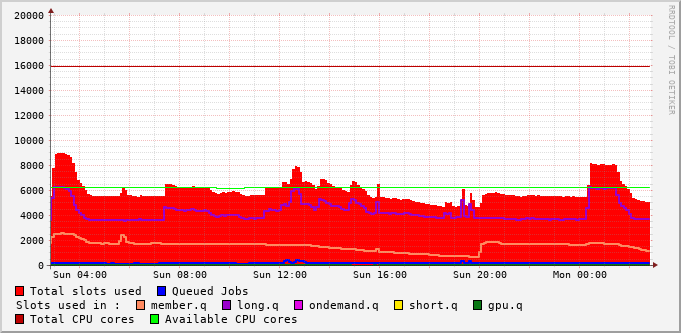 20000
18000
16000
14000
12000
10000
8000
6000
4000
2000
0
Sun 04:00 Sun 08:00 Sun 12:00 Sun 16:00 Sun 20:00 Mon 00:00
Total slots used Queued Jobs
Slots used in : member.q long.q ondemand.q short.q gpu.q
Total CPU cores Available CPU cores
RRDTOOL / TOBI OETIKER